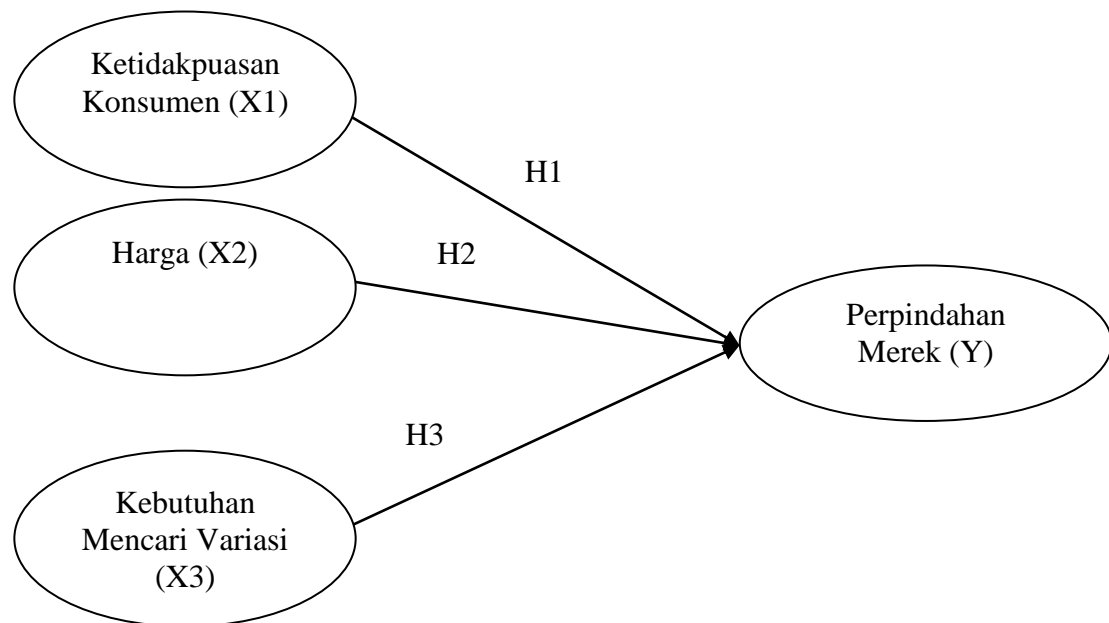 Ketidakpuasan
Konsumen (X1)
H1
Harga (X2)
H2
Perpindahan
Merek (Y)
H3
Kebutuhan
Mencari Variasi
(X3)